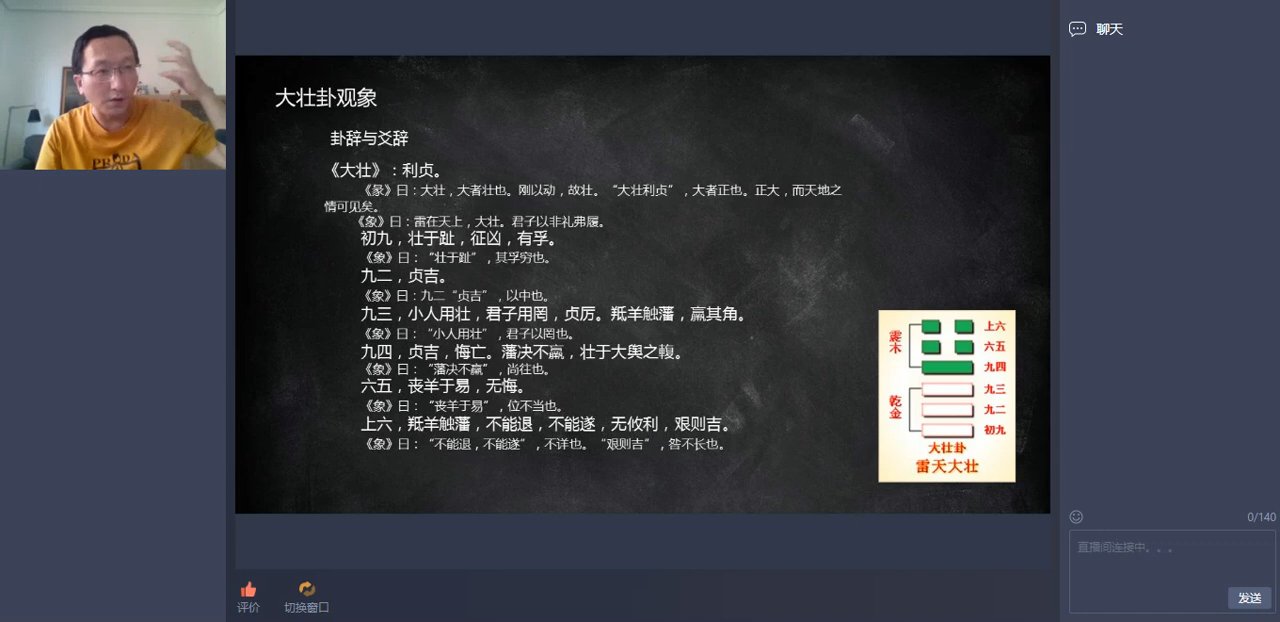 聊天
大壮卦观象
卦辞与爻辞
《大壮》：利贞。
《彖》曰：大壮，大者壮也。刚以动，故壮。“大壮利贞”，大者正也。正大，而天地之
情可见矣。
《象》曰：雷在天上，大壮。君子以非礼弗履。
初九，壮于趾，征凶，有孚。
《象》曰：“壮于趾”，其孚穷也。
九二，贞吉。
《象》曰：九二“贞吉”，以中也。
九三，小人用壮，君子用罔，贞厉。羝羊触藩，羸其角。
《象》曰：“小人用壮”，君子以罔也。
九四，贞吉，悔亡。藩决不羸，壮于大舆之輹。
《象》曰：“藩决不羸”，尚往也。
六五，丧羊于易，无悔。
《象》曰：“丧羊于易”，位不当也。
上六，羝羊触藩，不能退，不能遂，无攸利，艰则吉。
《象》曰：“不能退，不能遂”，不详也。“艰则吉”，咎不长也。
震木
上六
六五
九四
乾金
九三
九二
初九
大壮卦
雷天大壮
0/140
直播间连接中。。。
发送
评价
切换窗口